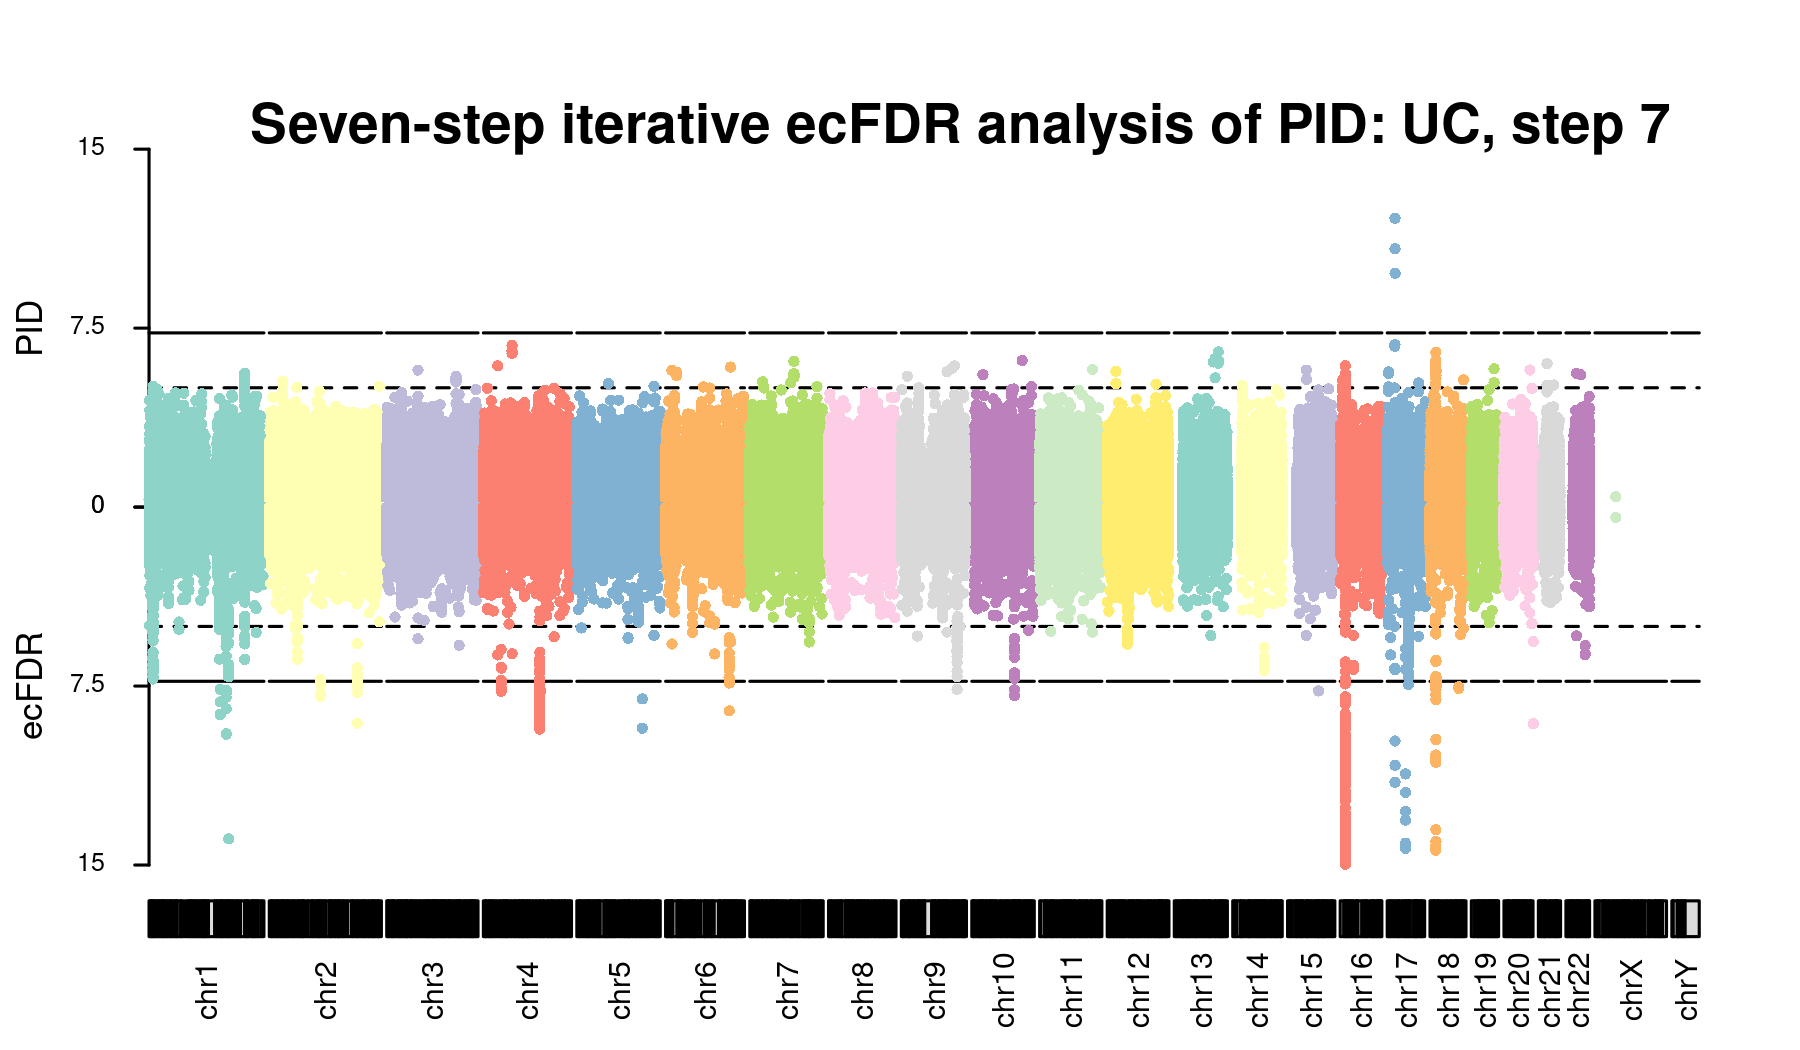 Seven-step iterative ecFDR analysis of PID: UC, step 7
15
7.5
0
7.5
15
PID
ecFDR
chr1
chr2
chr3
chr4
chr5
chr6
chr7
chr8
chr9
chr10
chr11
chr12
chr13
chr14
chr15
chr16
chr17
chr18
chr19
chr20
chr21
chr22
chrX
chrY